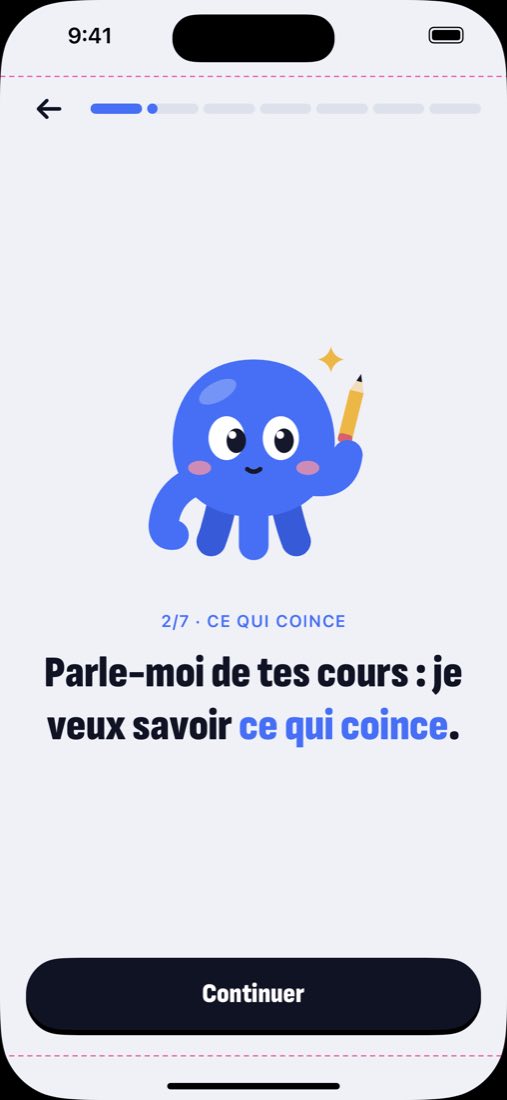 9:41
2/7 · CE QUI COINCE
Parle-moi de tes cours : je
veux savoir ce qui coince.
Continuer